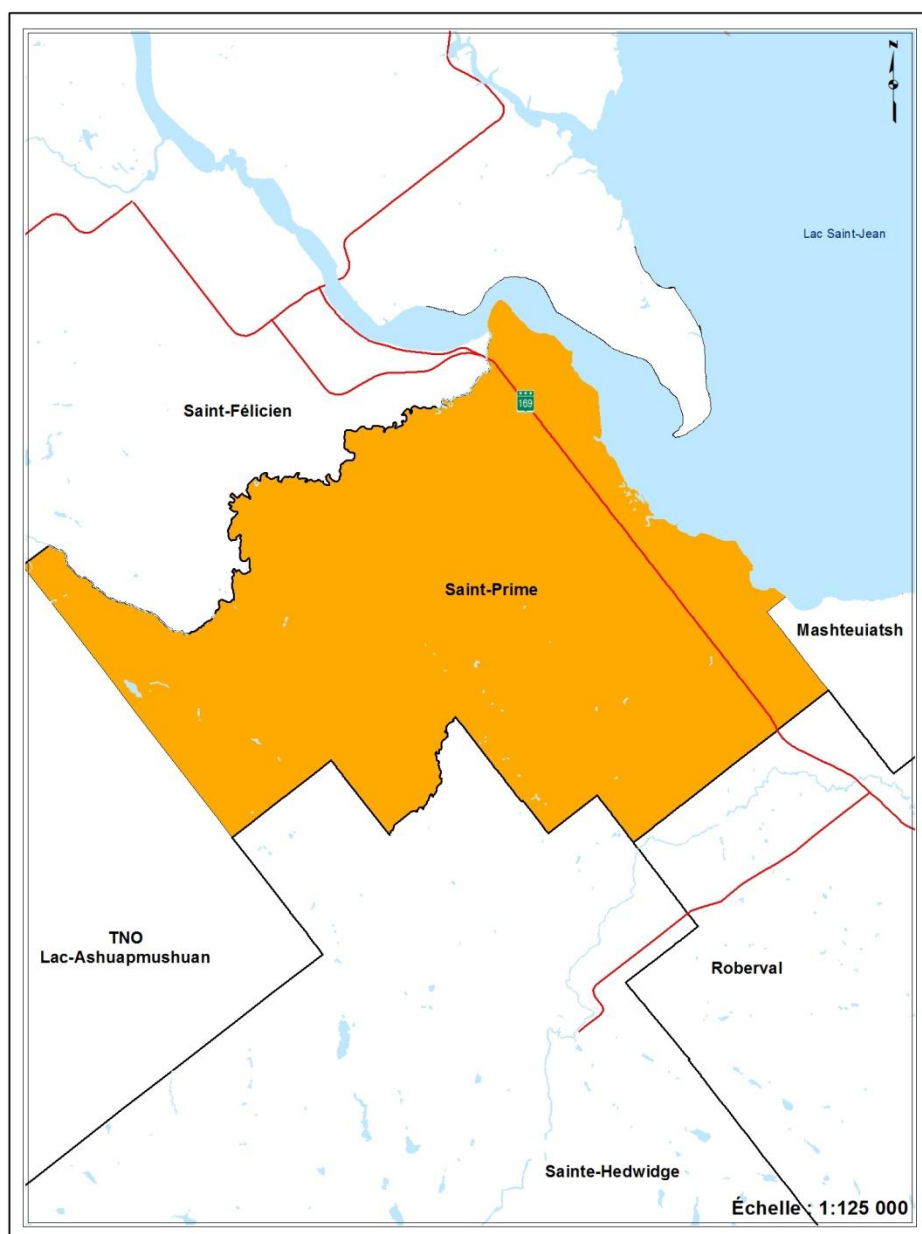 N
Lac Saint-Jean
Saint-Félicien
169
Saint-Prime
Mashteuiatsh
TNO
Lac-Ashuapmushuan
Roberval
Sainte-Hedwidge
Échelle : 1:125 000